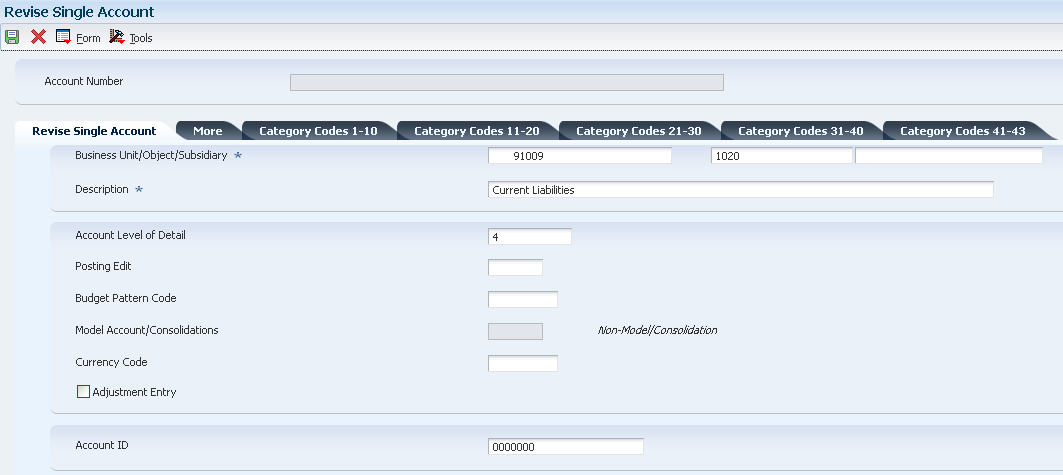 Revise Single Account
Form Tools
Account Number
Revise Single Account More Category Codes 1-10 Category Codes 11-20 Category Codes 21-30 Category Codes 31-40 Category Codes 41-43
Business Unit/Object/Subsidiary * 91009 1020
Description * Current Liabilities
Account Level of Detail 4
Posting Edit
Budget Pattern Code
Model Account/Consolidations Non-Model/Consolidation
Currency Code
Adjustment Entry
Account ID 0000000